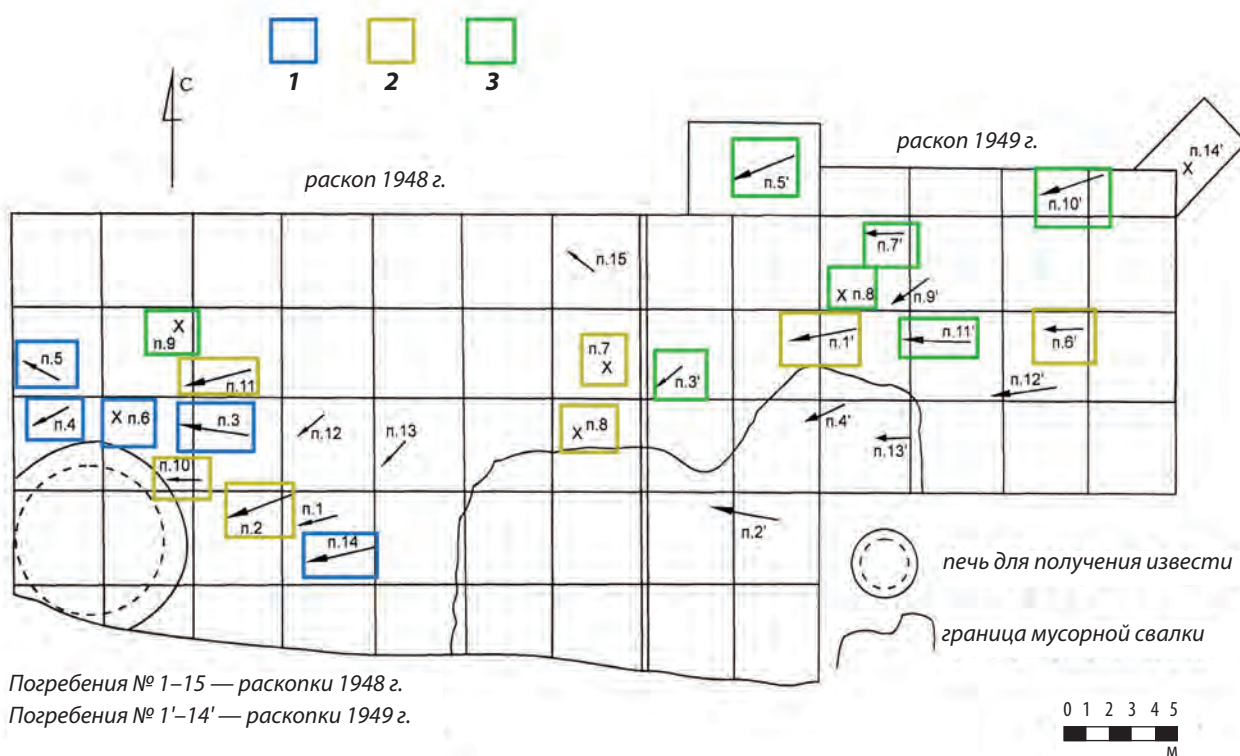 1 2 3
С
раскоп 1948 г.
раскоп 1949 г.
п.14'
п.5'
п.10'
п.7'
п.15
п.8
п.9'
п.9
п.1'
п.11'
п.6'
п.5
п.7
п.11
п.3'
п.12'
п.4
п.6
п.3
п.12
п.13
п.8
п.4'
п.13'
п.10
п.2
п.1
п.2'
п.14
печь для получения извести
граница мусорной свалки
Погребения № 1–15 — раскопки 1948 г.
Погребения № 1'–14' — раскопки 1949 г.
0 1 2 3 4 5
М